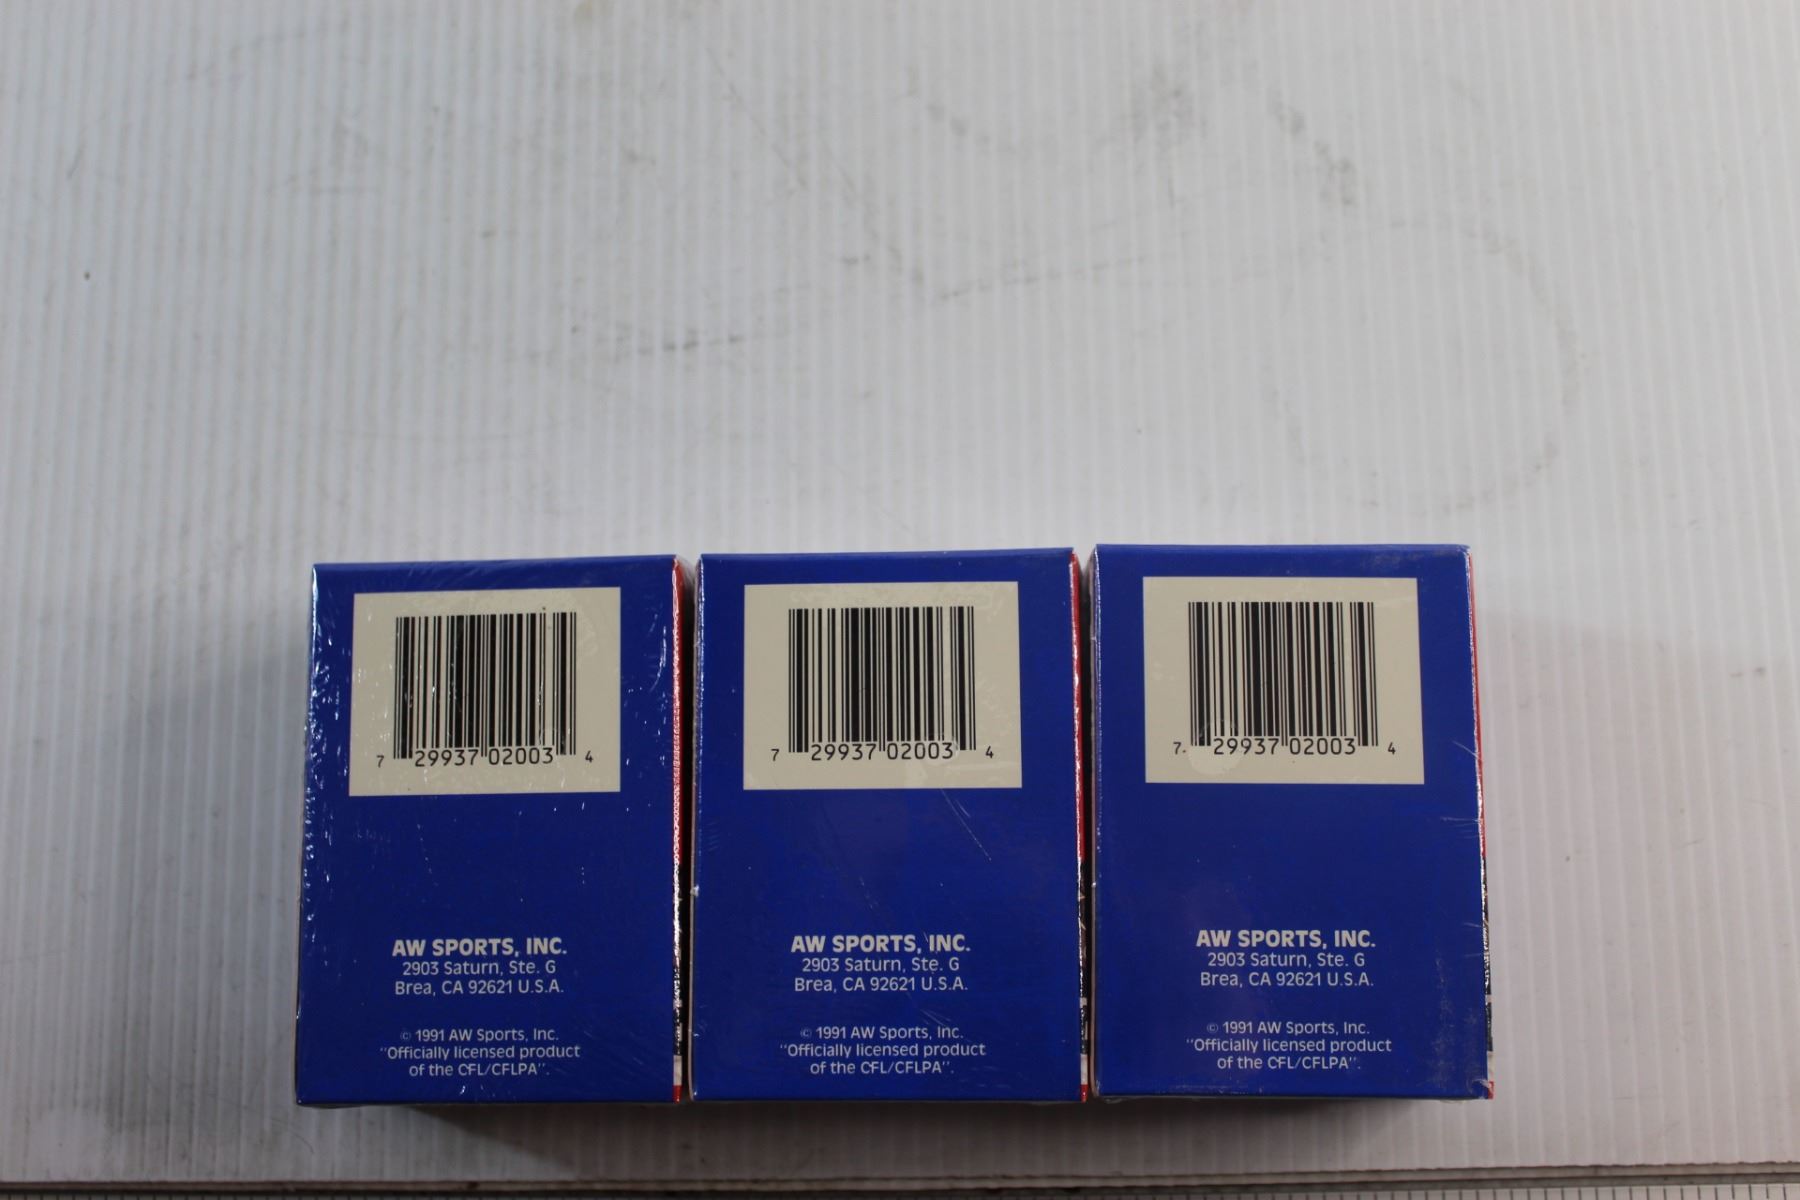 7 29937 02003 4
AW SPORTS, INC.
2903 Saturn, Ste. G
Brea, CA 92621 U.S.A.
© 1991 AW Sports, Inc.
"Officially licensed product
of the CFL/CFLPA".
7 29937 02003 4
AW SPORTS, INC.
2903 Saturn, Ste. G
Brea, CA 92621 U.S.A.
© 1991 AW Sports, Inc.
"Officially licensed product
of the CFL/CFLPA".
7 29937 02003 4
AW SPORTS, INC.
2903 Saturn, Ste. G
Brea, CA 92621 U.S.A.
© 1991 AW Sports, Inc.
"Officially licensed product
of the CFL/CFLPA".